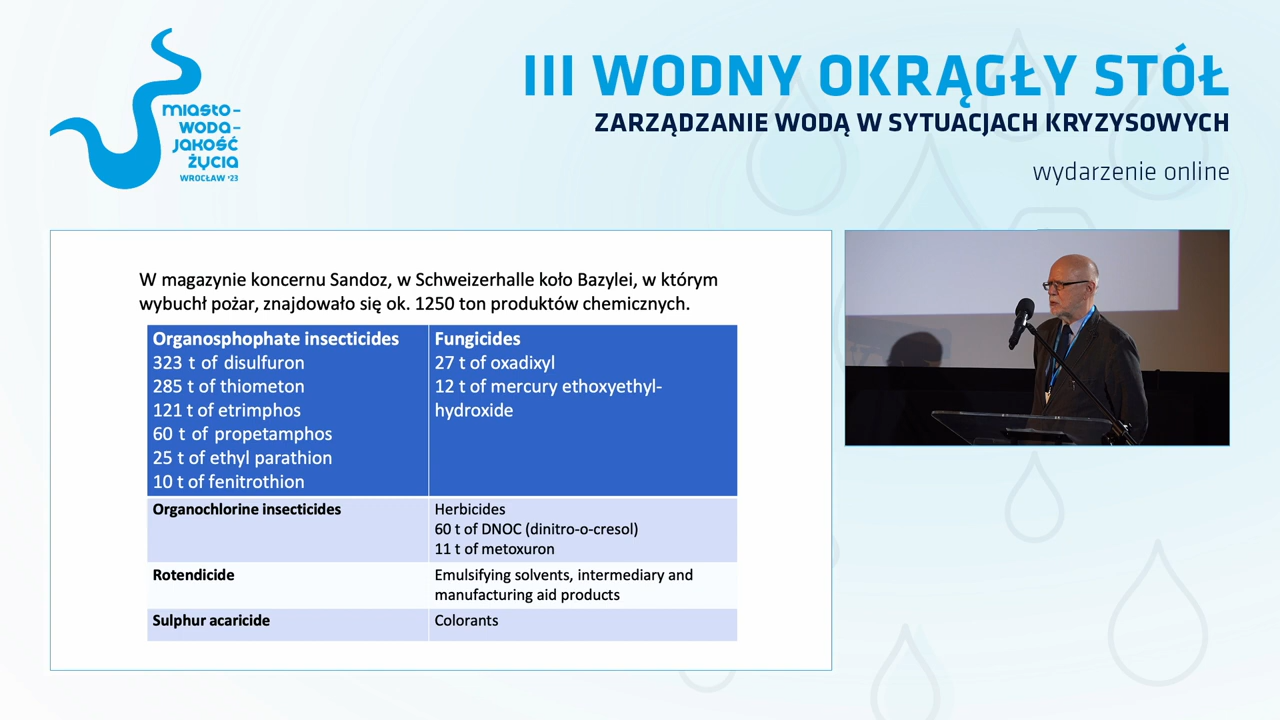 miasto-
woda-
jakość
życia
WROCŁAW '23
III WODNY OKRĄGŁY STÓŁ
ZARZĄDZANIE WODĄ W SYTUACJACH KRYZYSOWYCH
wydarzenie online
W magazynie koncernu Sandoz, w Schweizerhalle koło Bazylei, w którym
wybuchł pożar, znajdowało się ok. 1250 ton produktów chemicznych.
Organosphophate insecticides
323 t of disulfuron
285 t of thiometon
121 t of etrimphos
60 t of propetamphos
25 t of ethyl parathion
10 t of fenitrothion
Fungicides
27 t of oxadixyl
12 t of mercury ethoxyethyl-
hydroxide
Organochlorine insecticides
Herbicides
60 t of DNOC (dinitro-o-cresol)
11 t of metoxuron
Rotendicide
Emulsifying solvents, intermediary and
manufacturing aid products
Sulphur acaricide
Colorants